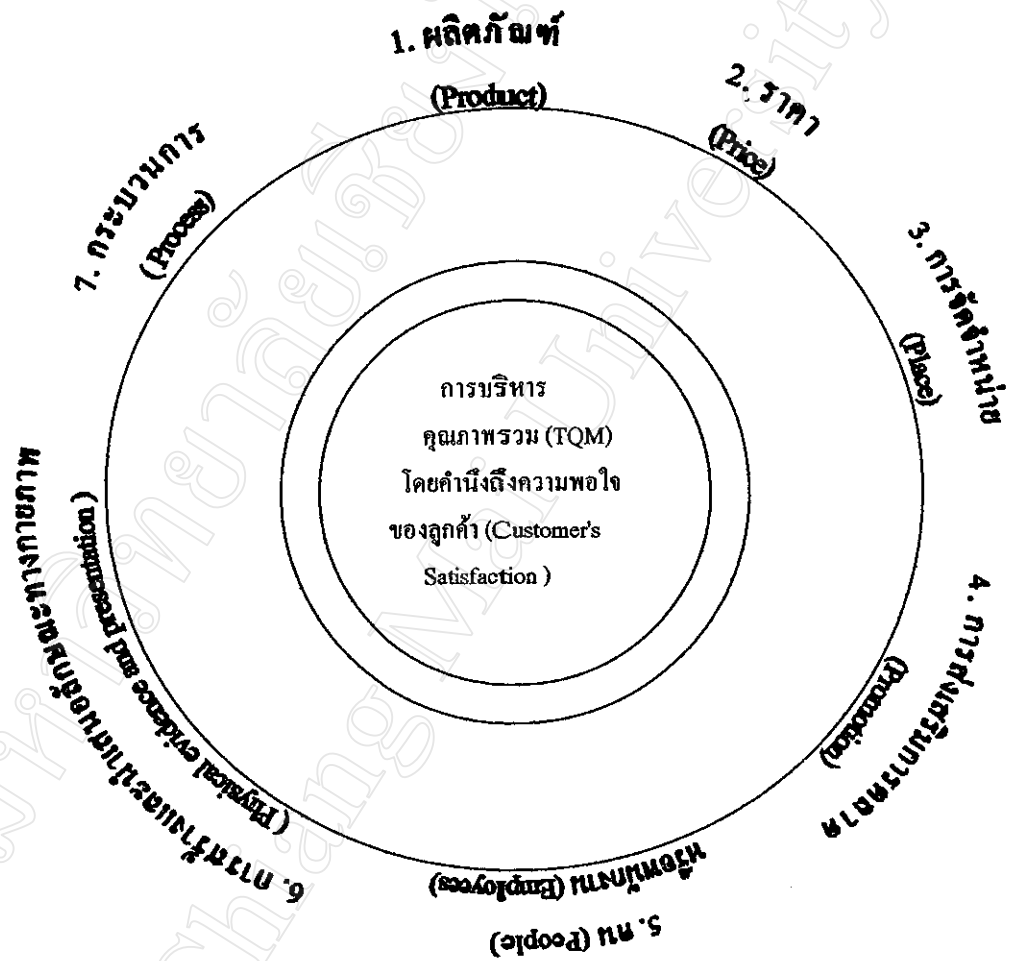 1. ผลิตภัณฑ์
(Product)
2. ราคา
(Price)
3. การจัดจำหน่าย
(Place)
4. การส่งเสริมการตลาด
(Promotion)
5. คน (People)
หรือพนักงาน (Employees)
6. การสร้างและนำเสนอลักษณะทางกายภาพ
( Physical evidence and presentation )
7. กระบวนการ
( Process)
การบริหาร
คุณภาพรวม (TQM)
โดยคำนึงถึงความพอใจ
ของลูกค้า (Customer's
Satisfaction )
Chiang Mai University